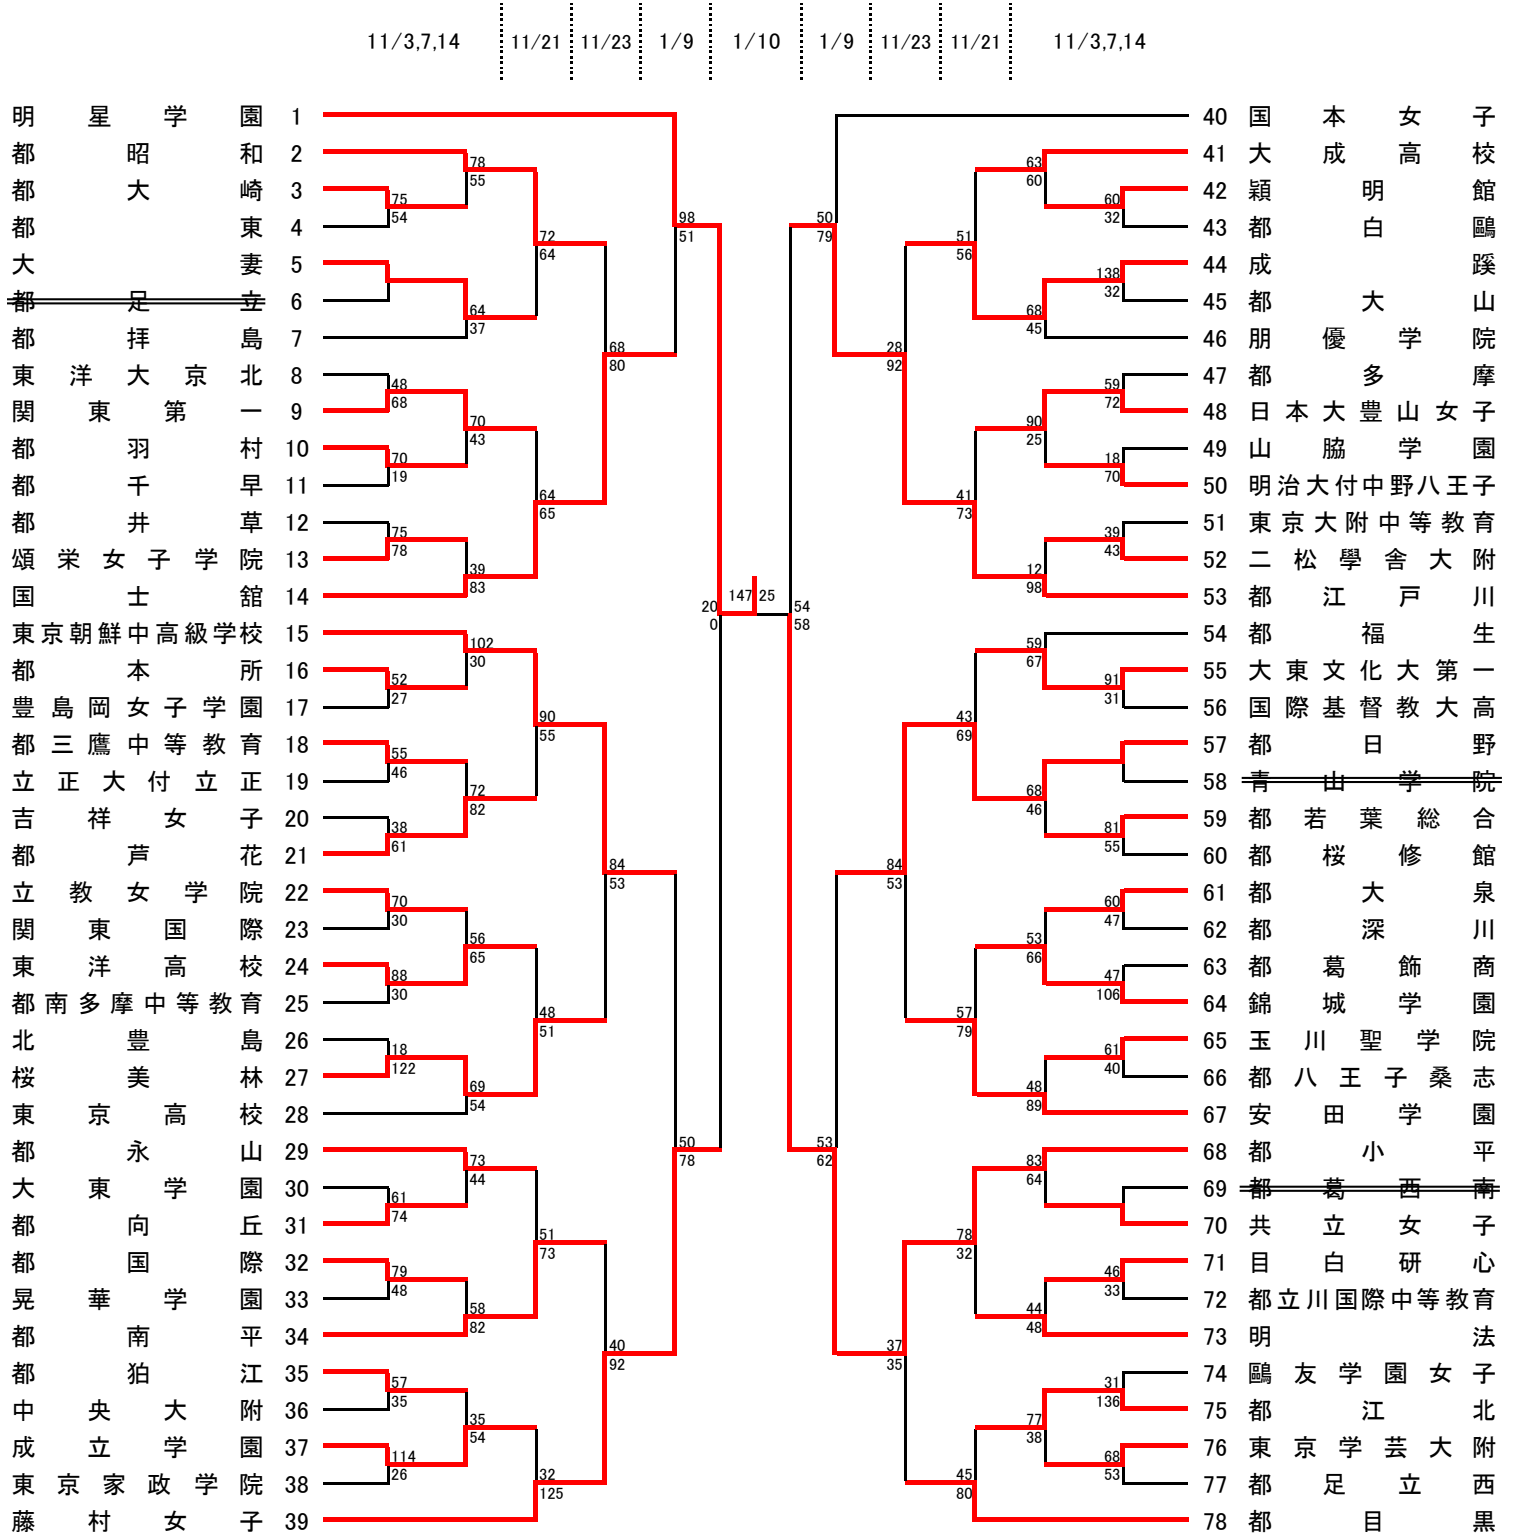 11/3,7,14 11/21 11/23 1/9 1/10 1/9 11/23 11/21 11/3,7,14
明星学園 1
都昭和 2
都大崎 3
都東 4
大妻 5
都足立 6
都拝島 7
東洋大京北 8
関東第一 9
都羽村 10
都千早 11
都井草 12
頌栄女子学院 13
国士舘 14
東京朝鮮中高級学校 15
都本所 16
豊島岡女子学園 17
都三鷹中等教育 18
立正大付立正 19
吉祥女子 20
都芦花 21
立教女学院 22
関東国際 23
東洋高校 24
都南多摩中等教育 25
北豊島 26
桜美林 27
東京高校 28
都永山 29
大東学園 30
都向丘 31
都国際 32
晃華学園 33
都南平 34
都狛江 35
中央大附 36
成立学園 37
東京家政学院 38
藤村女子 39
75
54
48
68
70
19
75
78
52
27
55
46
38
61
70
30
88
30
18
122
61
74
79
48
57
35
114
26
78
55
64
37
70
43
39
83
102
30
72
82
56
65
69
54
73
44
58
82
35
54
72
64
64
65
90
55
48
51
51
73
32
125
68
80
84
53
40
92
98
51
50
78
20
0
147 25
54
58
50
79
53
62
28
92
84
53
37
35
51
56
41
73
43
69
57
79
78
32
45
80
63
60
68
45
90
25
12
98
59
67
68
46
53
66
48
89
83
64
44
48
77
38
60
32
138
32
59
72
18
70
39
43
91
31
81
55
60
47
47
106
61
40
46
33
31
136
68
53
40 国本女子
41 大成高校
42 穎明館
43 都白鷗
44 成蹊
45 都大山
46 朋優学院
47 都多摩
48 日本大豊山女子
49 山脇学園
50 明治大付中野八王子
51 東京大附中等教育
52 二松學舎大附
53 都江戸川
54 都福生
55 大東文化大第一
56 国際基督教大高
57 都日野
58 青山学院
59 都若葉総合
60 都桜修館
61 都大泉
62 都深川
63 都葛飾商
64 錦城学園
65 玉川聖学院
66 都八王子桑志
67 安田学園
68 都小平
69 都葛西南
70 共立女子
71 目白研心
72 都立川国際中等教育
73 明法
74 鷗友学園女子
75 都江北
76 東京学芸大附
77 都足立西
78 都目黒